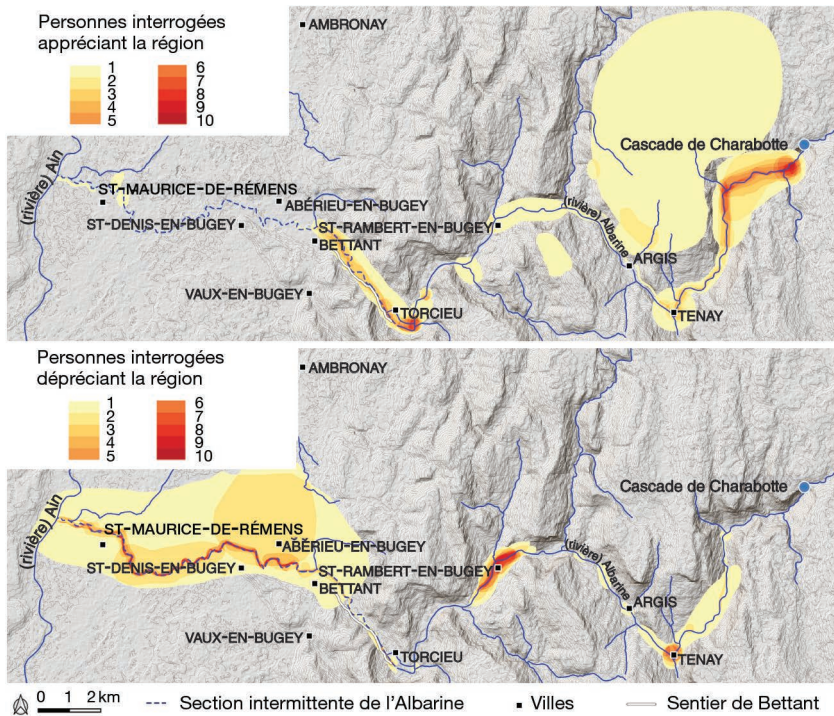 Personnes interrogées
appréciant la région
1 6
2 7
3 8
4 9
5 10
AMBRONAY
Cascade de Charabotte
(rivière) Ain
ST-MAURICE-DE-RÉMENS
ABÉRIEU-EN-BUGEY
ST-DENIS-EN-BUGEY
ST-RAMBERT-EN-BUGEY
BETTANT
(rivière) Albarine
ARGIS
VAUX-EN-BUGEY
TORCIEU
TENAY
Personnes interrogées
dépréciant la région
1 6
2 7
3 8
4 9
5 10
AMBRONAY
Cascade de Charabotte
(rivière) Ain
ST-MAURICE-DE-RÉMENS
ABÉRIEU-EN-BUGEY
ST-DENIS-EN-BUGEY
ST-RAMBERT-EN-BUGEY
BETTANT
(rivière) Albarine
ARGIS
VAUX-EN-BUGEY
TORCIEU
TENAY
0 1 2 km Section intermittente de l'Albarine Villes Sentier de Bettant